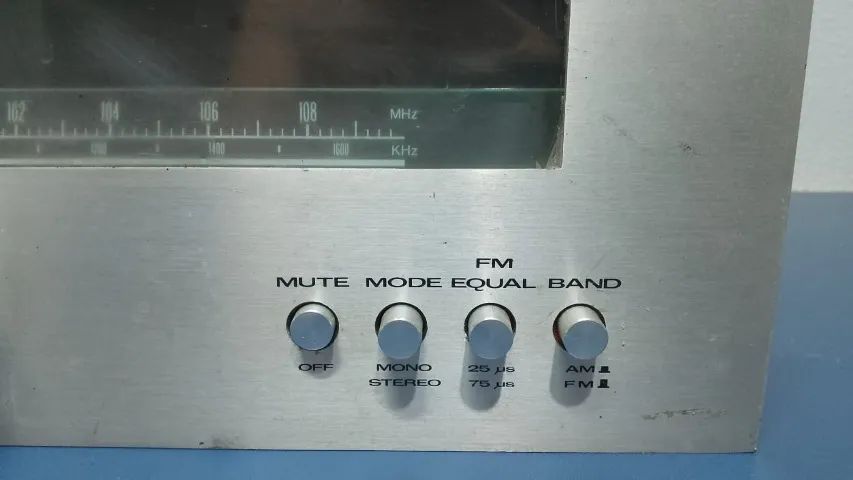 102 104 106 108 MHz
1400 1600 KHz
FM
MUTE MODE EQUAL BAND
OFF MONO 25 µs AM
STEREO 75 µs FM